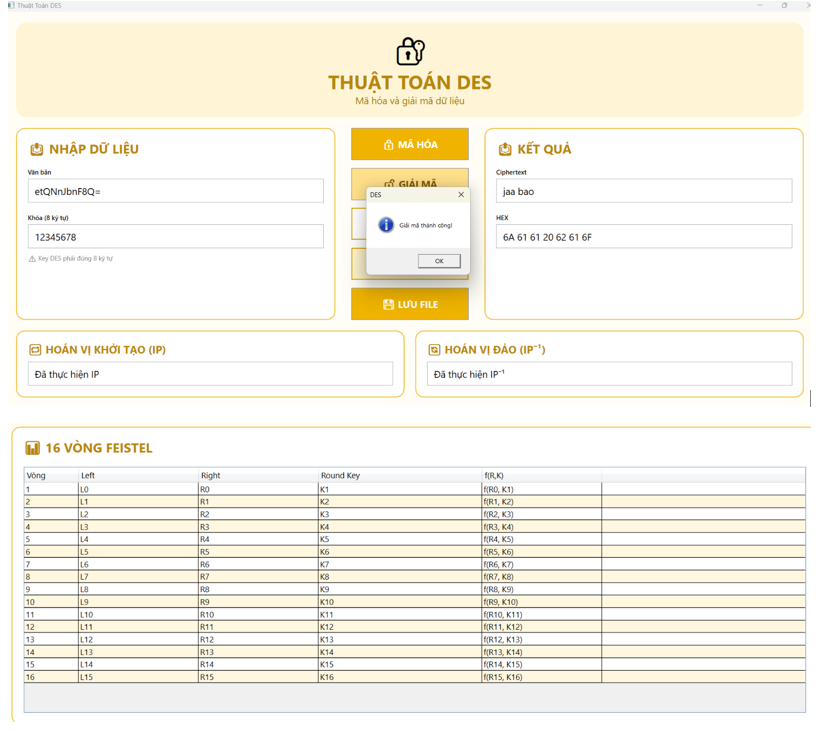 Thuật Toán DES
THUẬT TOÁN DES
Mã hóa và giải mã dữ liệu
NHẬP DỮ LIỆU
Văn bản
etQNnJbnF8Q=
Khóa (8 ký tự)
12345678
⚠ Key DES phải đúng 8 ký tự
MÃ HÓA
GIẢI MÃ
DES
Giải mã thành công!
OK
LƯU FILE
KẾT QUẢ
Ciphertext
jaa bao
HEX
6A 61 61 20 62 61 6F
HOÁN VỊ KHỞI TẠO (IP)
Đã thực hiện IP
HOÁN VỊ ĐẢO (IP⁻¹)
Đã thực hiện IP⁻¹
16 VÒNG FEISTEL
Vòng Left Right Round Key f(R,K)
1 L0 R0 K1 f(R0, K1)
2 L1 R1 K2 f(R1, K2)
3 L2 R2 K3 f(R2, K3)
4 L3 R3 K4 f(R3, K4)
5 L4 R4 K5 f(R4, K5)
6 L5 R5 K6 f(R5, K6)
7 L6 R6 K7 f(R6, K7)
8 L7 R7 K8 f(R7, K8)
9 L8 R8 K9 f(R8, K9)
10 L9 R9 K10 f(R9, K10)
11 L10 R10 K11 f(R10, K11)
12 L11 R11 K12 f(R11, K12)
13 L12 R12 K13 f(R12, K13)
14 L13 R13 K14 f(R13, K14)
15 L14 R14 K15 f(R14, K15)
16 L15 R15 K16 f(R15, K16)